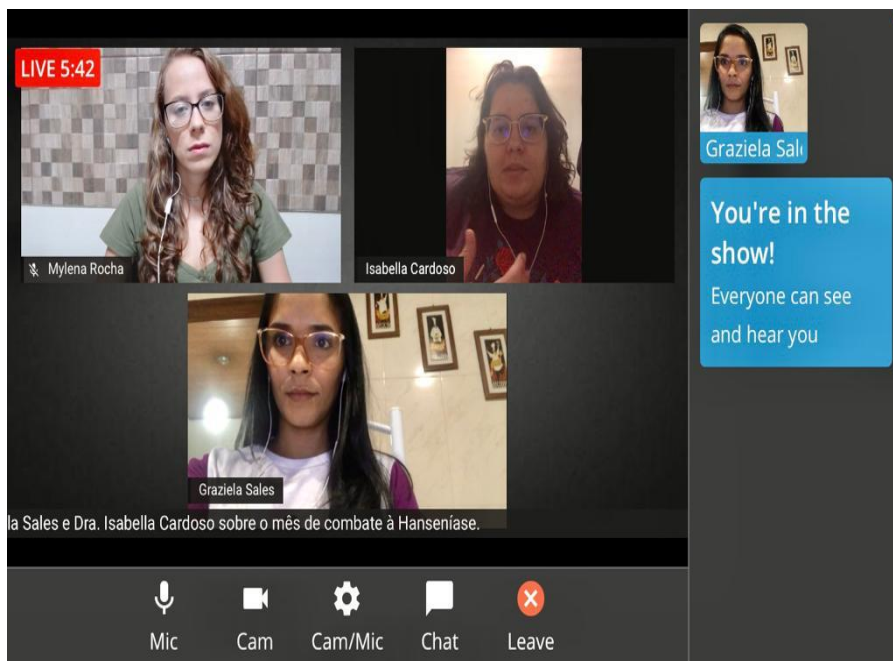 LIVE 5:42
Mylena Rocha
Isabella Cardoso
Graziela Sales
la Sales e Dra. Isabella Cardoso sobre o mês de combate à Hanseníase.
Mic
Cam
Cam/Mic
Chat
Leave
Graziela Sal
You're in the
show!
Everyone can see
and hear you